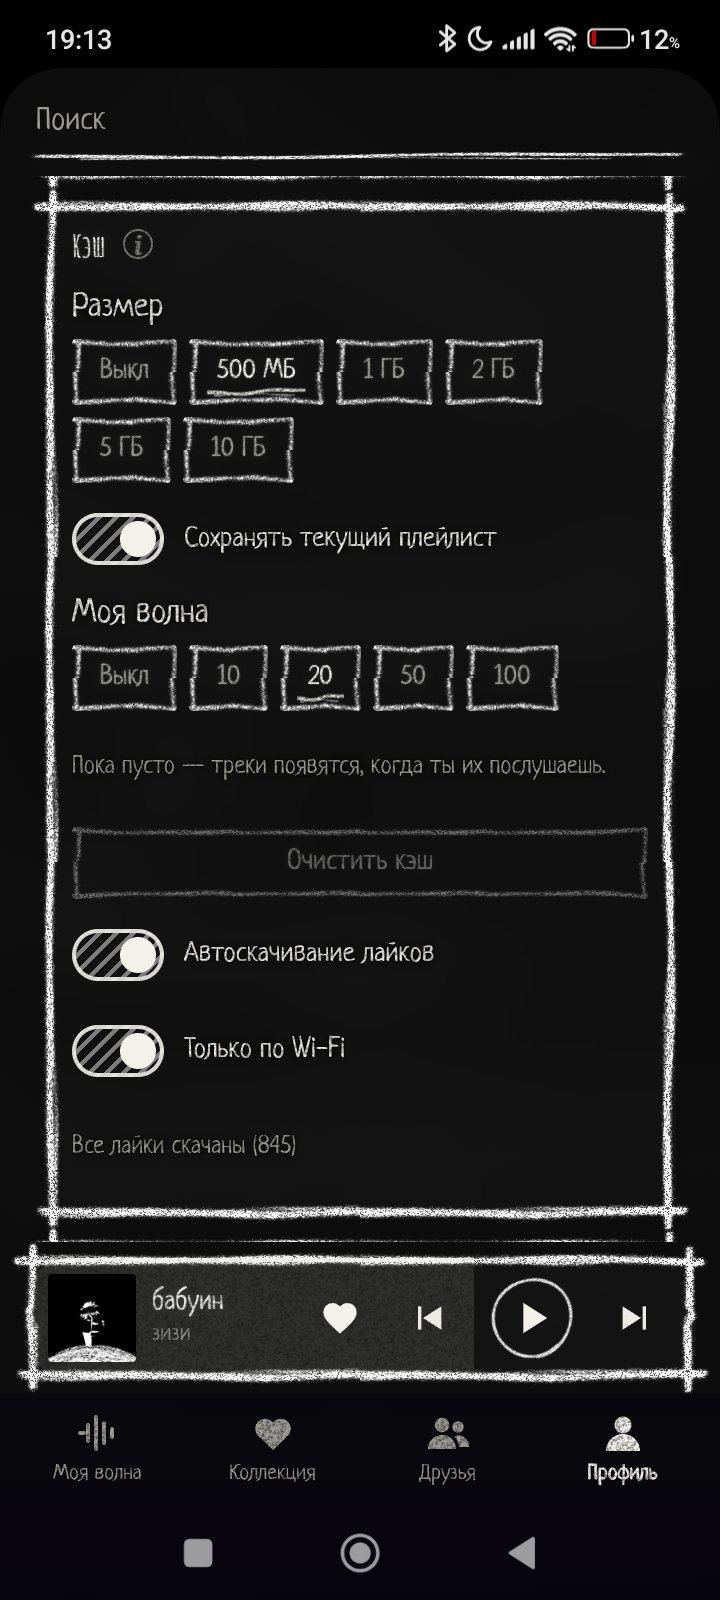 19:13
12%
Поиск
Кэш i
Размер
Выкл 500 МБ 1 ГБ 2 ГБ
5 ГБ 10 ГБ
Сохранять текущий плейлист
Моя волна
Выкл 10 20 50 100
Пока пусто — треки появятся, когда ты их послушаешь.
Очистить кэш
Автоскачивание лайков
Только по Wi-Fi
Все лайки скачаны (845)
бабуин
зизи
Моя волна Коллекция Друзья Профиль